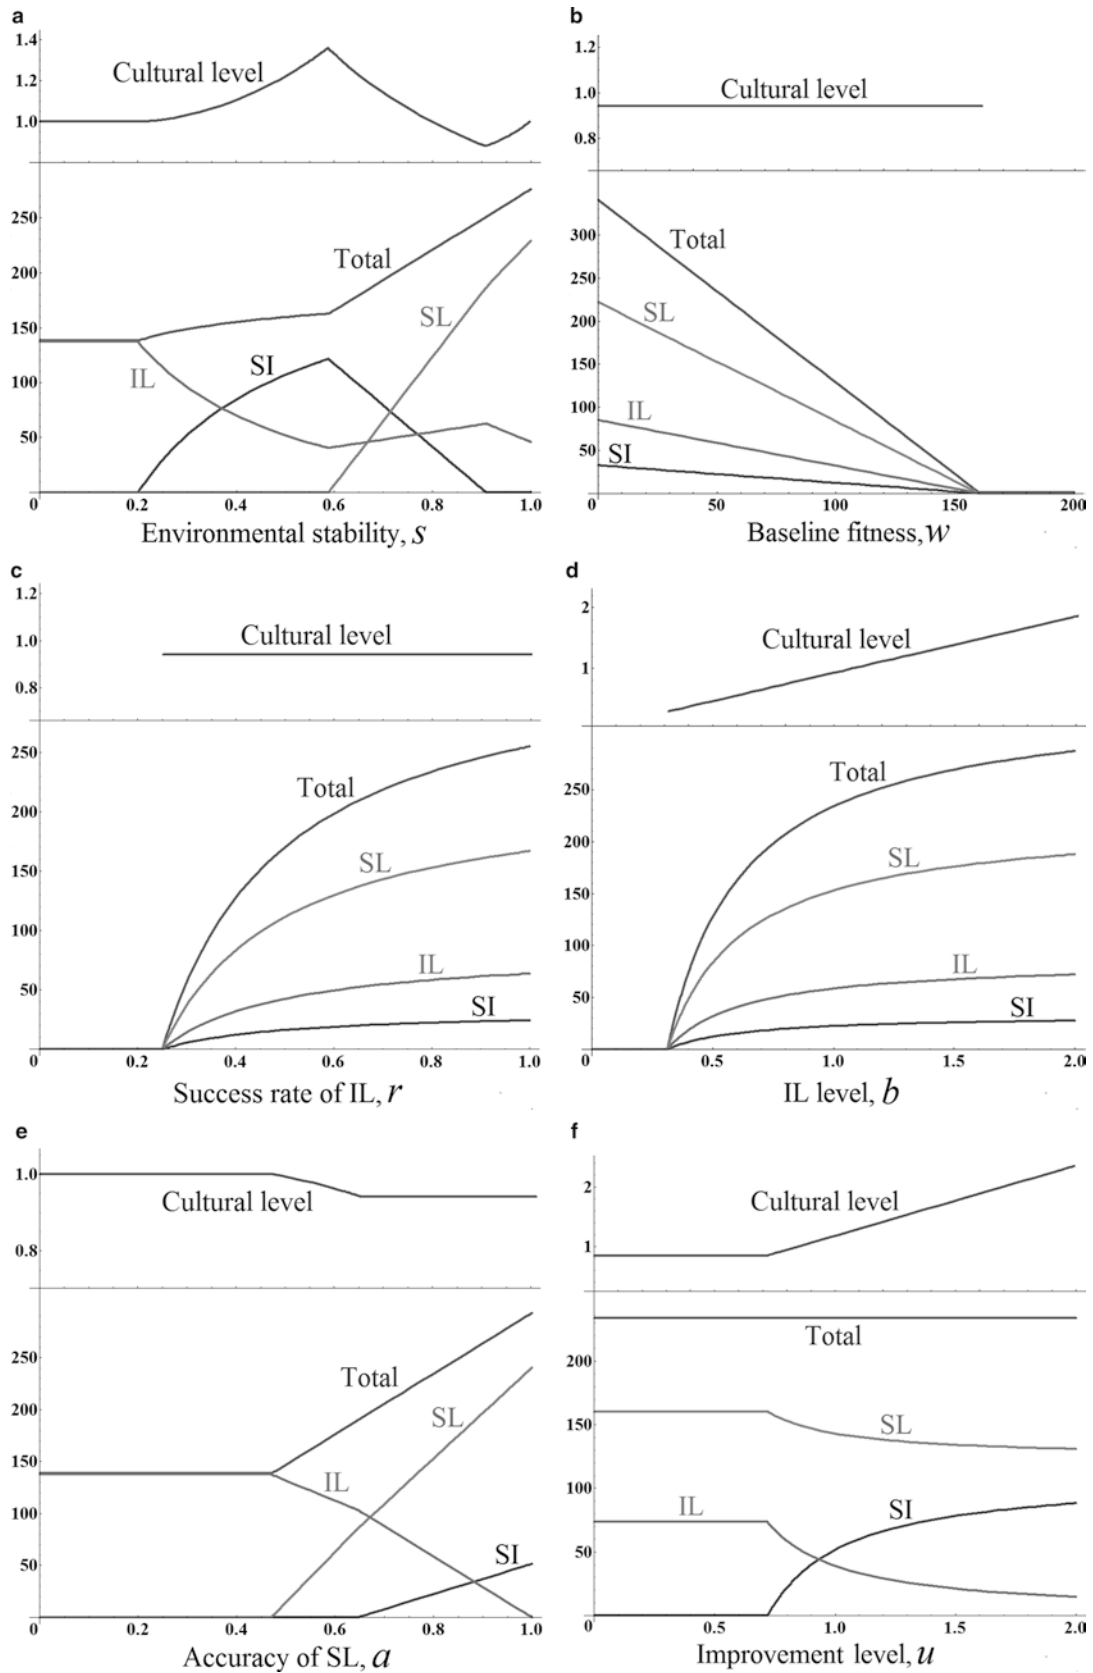 a
1.4
Cultural level
1.2
1.0
250
Total
200
SL
150
SI
IL
100
50
0 0.2 0.4 0.6 0.8 1.0
Environmental stability, s
b
1.2
Cultural level
1.0
0.8
300
Total
250
SL
200
150
100
IL
50
SI
0 50 100 150 200
Baseline fitness, w
c
1.2
Cultural level
1.0
0.8
250
Total
200
SL
150
100
IL
50
SI
0 0.2 0.4 0.6 0.8 1.0
Success rate of IL, r
d
2
Cultural level
1
Total
250
200
SL
150
100
IL
50
SI
0 0.5 1.0 1.5 2.0
IL level, b
e
1.0
Cultural level
0.8
250
Total
200
SL
150
IL
100
SI
50
0 0.2 0.4 0.6 0.8 1.0
Accuracy of SL, a
f
2
Cultural level
1
Total
200
150
SL
100
IL
SI
50
0 0.5 1.0 1.5 2.0
Improvement level, u